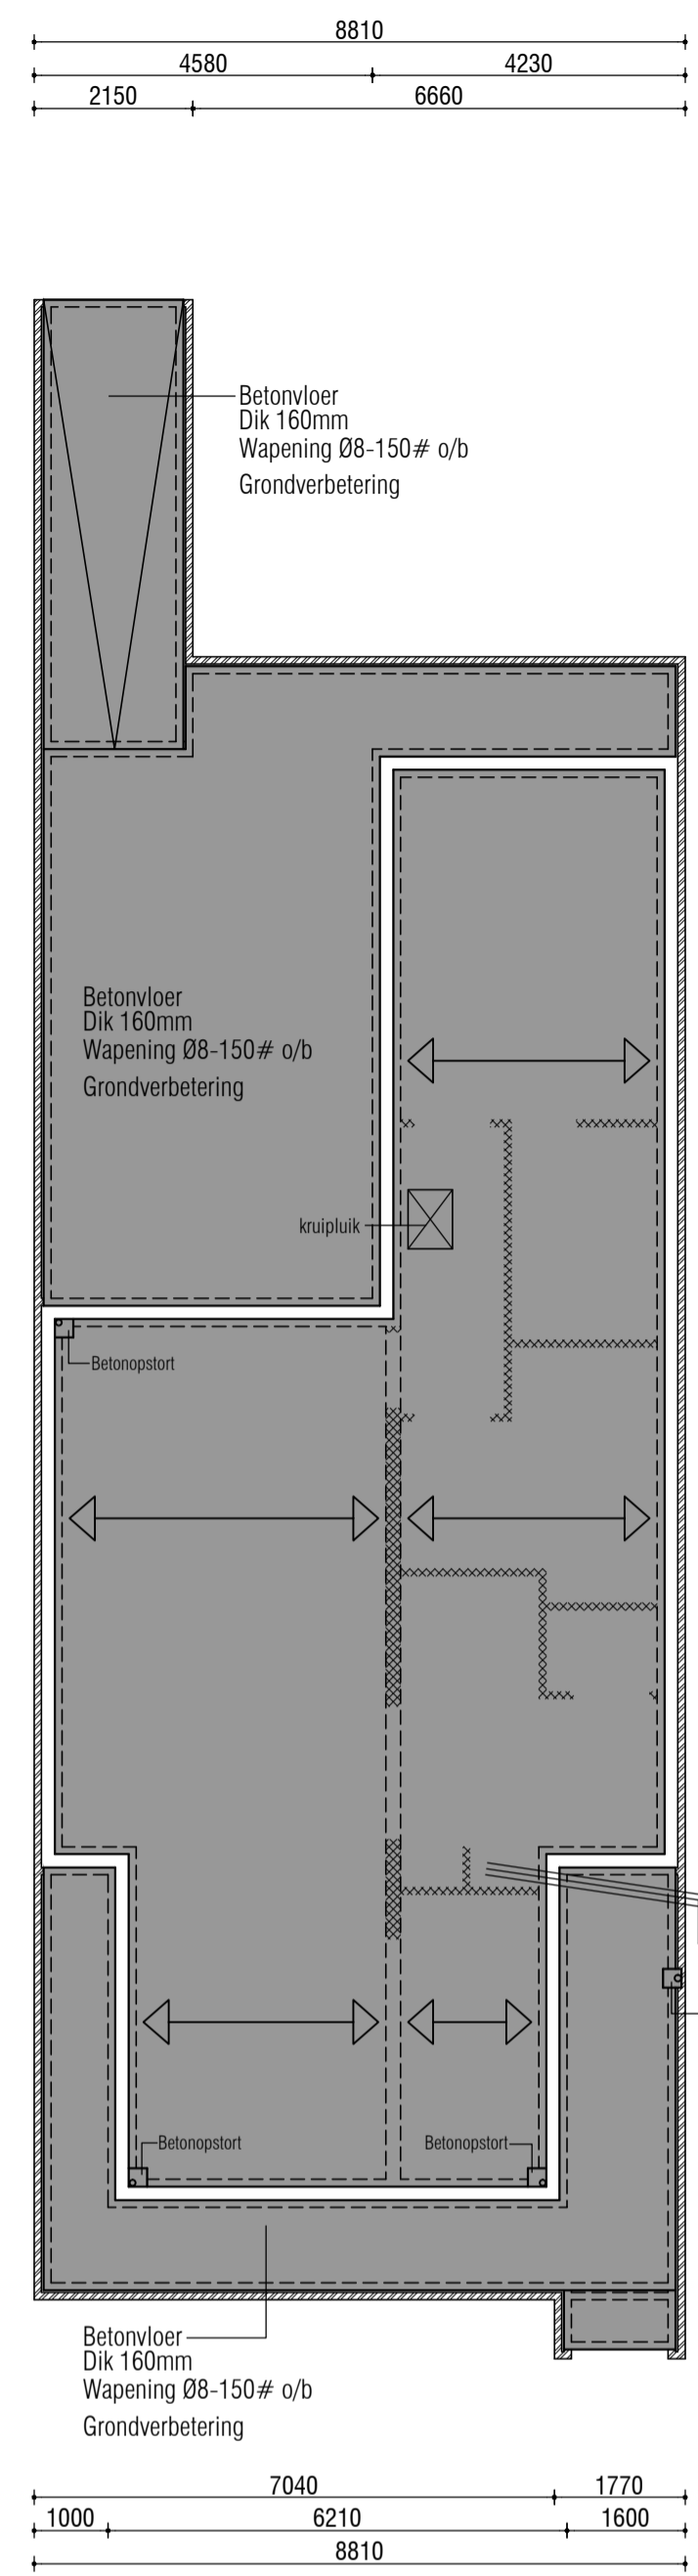 8810
4580 4230
2150 6660
Betonvloer
Dik 160mm
Wapening Ø8-150# o/b
Grondverbetering
Betonvloer
Dik 160mm
Wapening Ø8-150# o/b
Grondverbetering
kruipluik
Betonopstort
Betonopstort Betonopstort
Betonvloer
Dik 160mm
Wapening Ø8-150# o/b
Grondverbetering
7040 1770
1000 6210 1600
8810